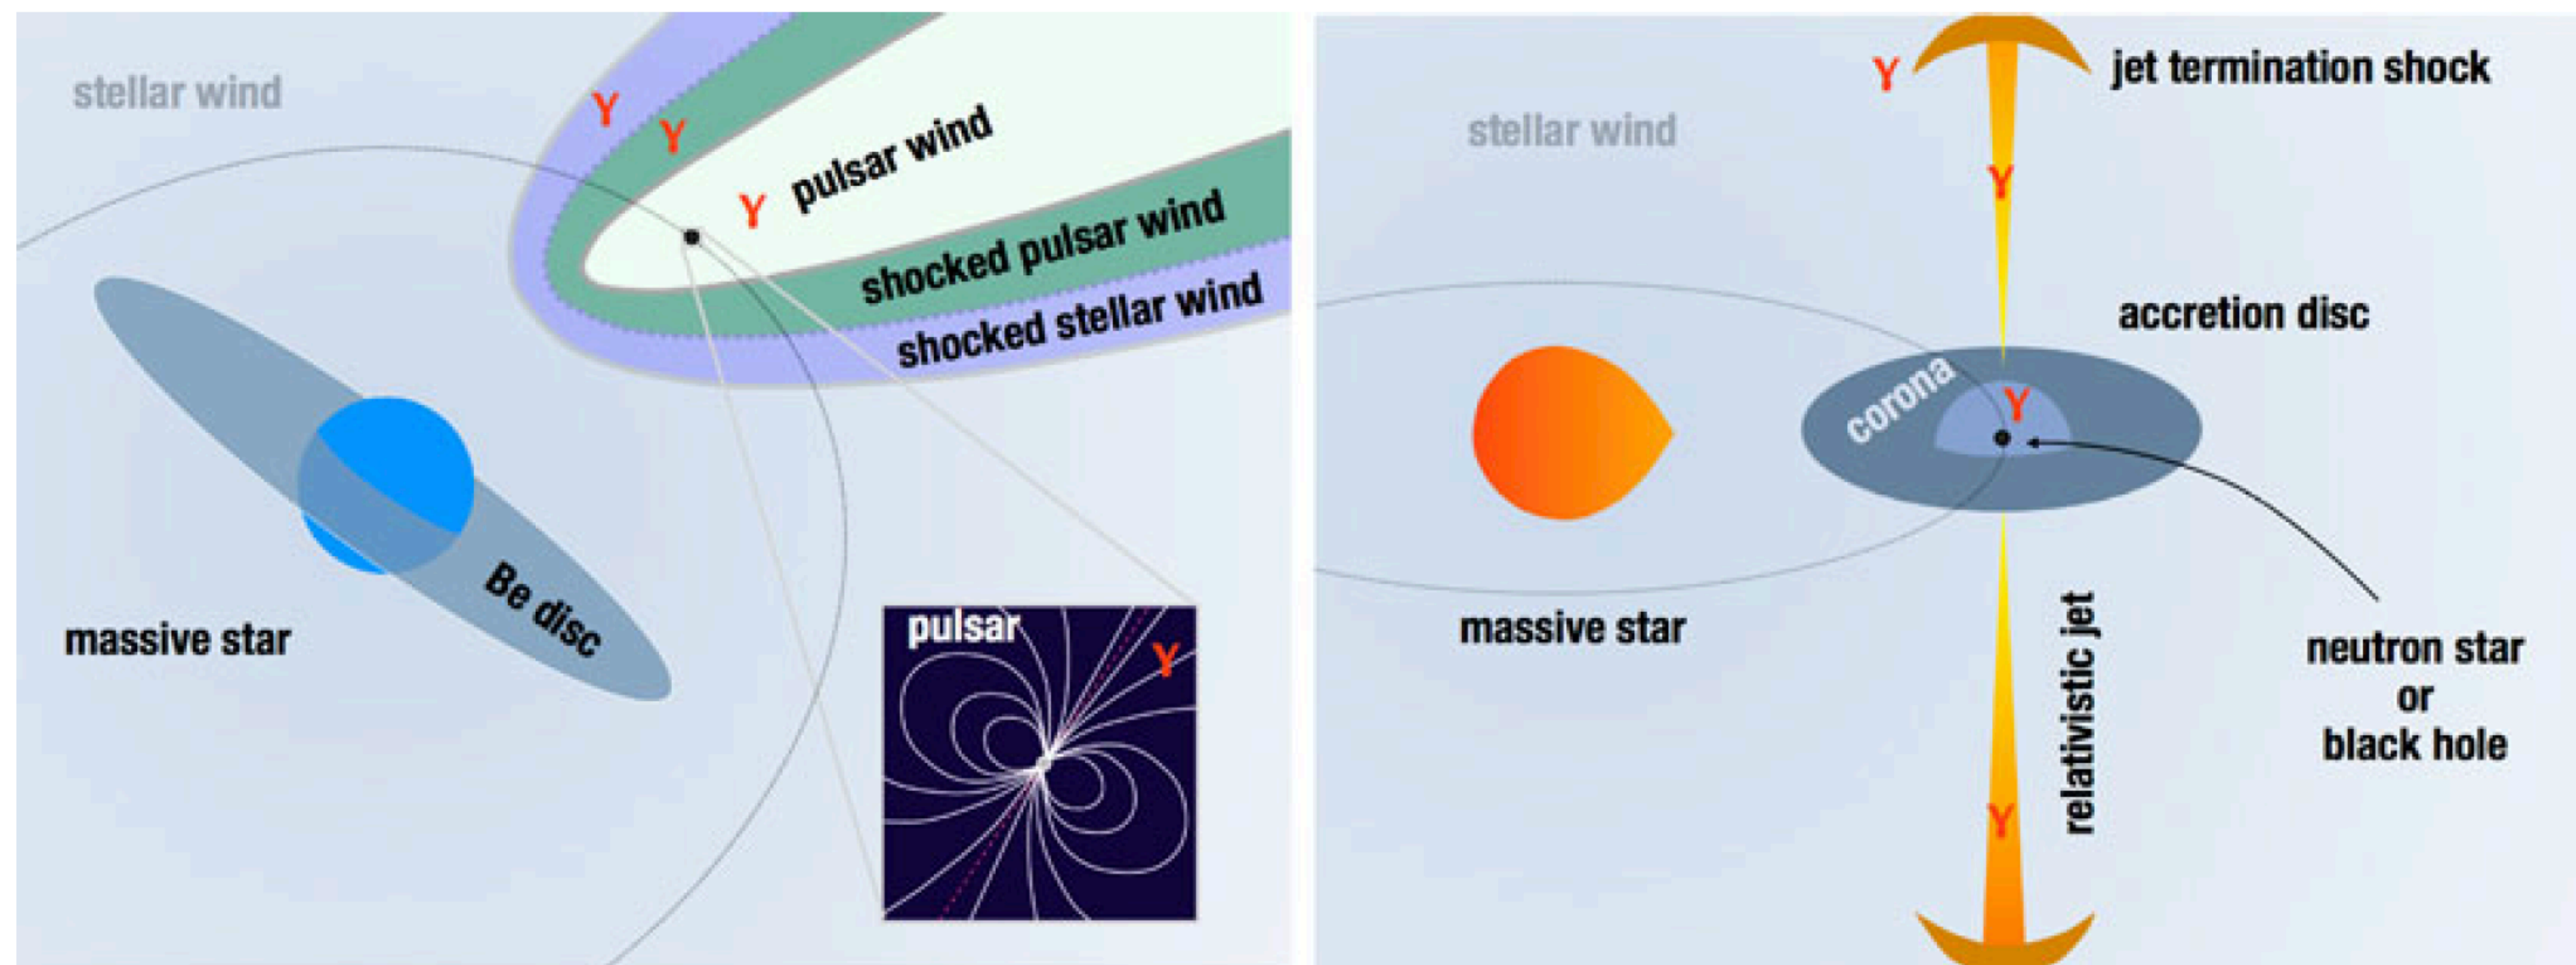 stellar wind
Y
Y
Y
pulsar wind
shocked pulsar wind
shocked stellar wind
Be disc
massive star
pulsar
Y
Y
jet termination shock
stellar wind
Y
accretion disc
corona
Y
massive star
relativistic jet
neutron star
or
black hole
Y